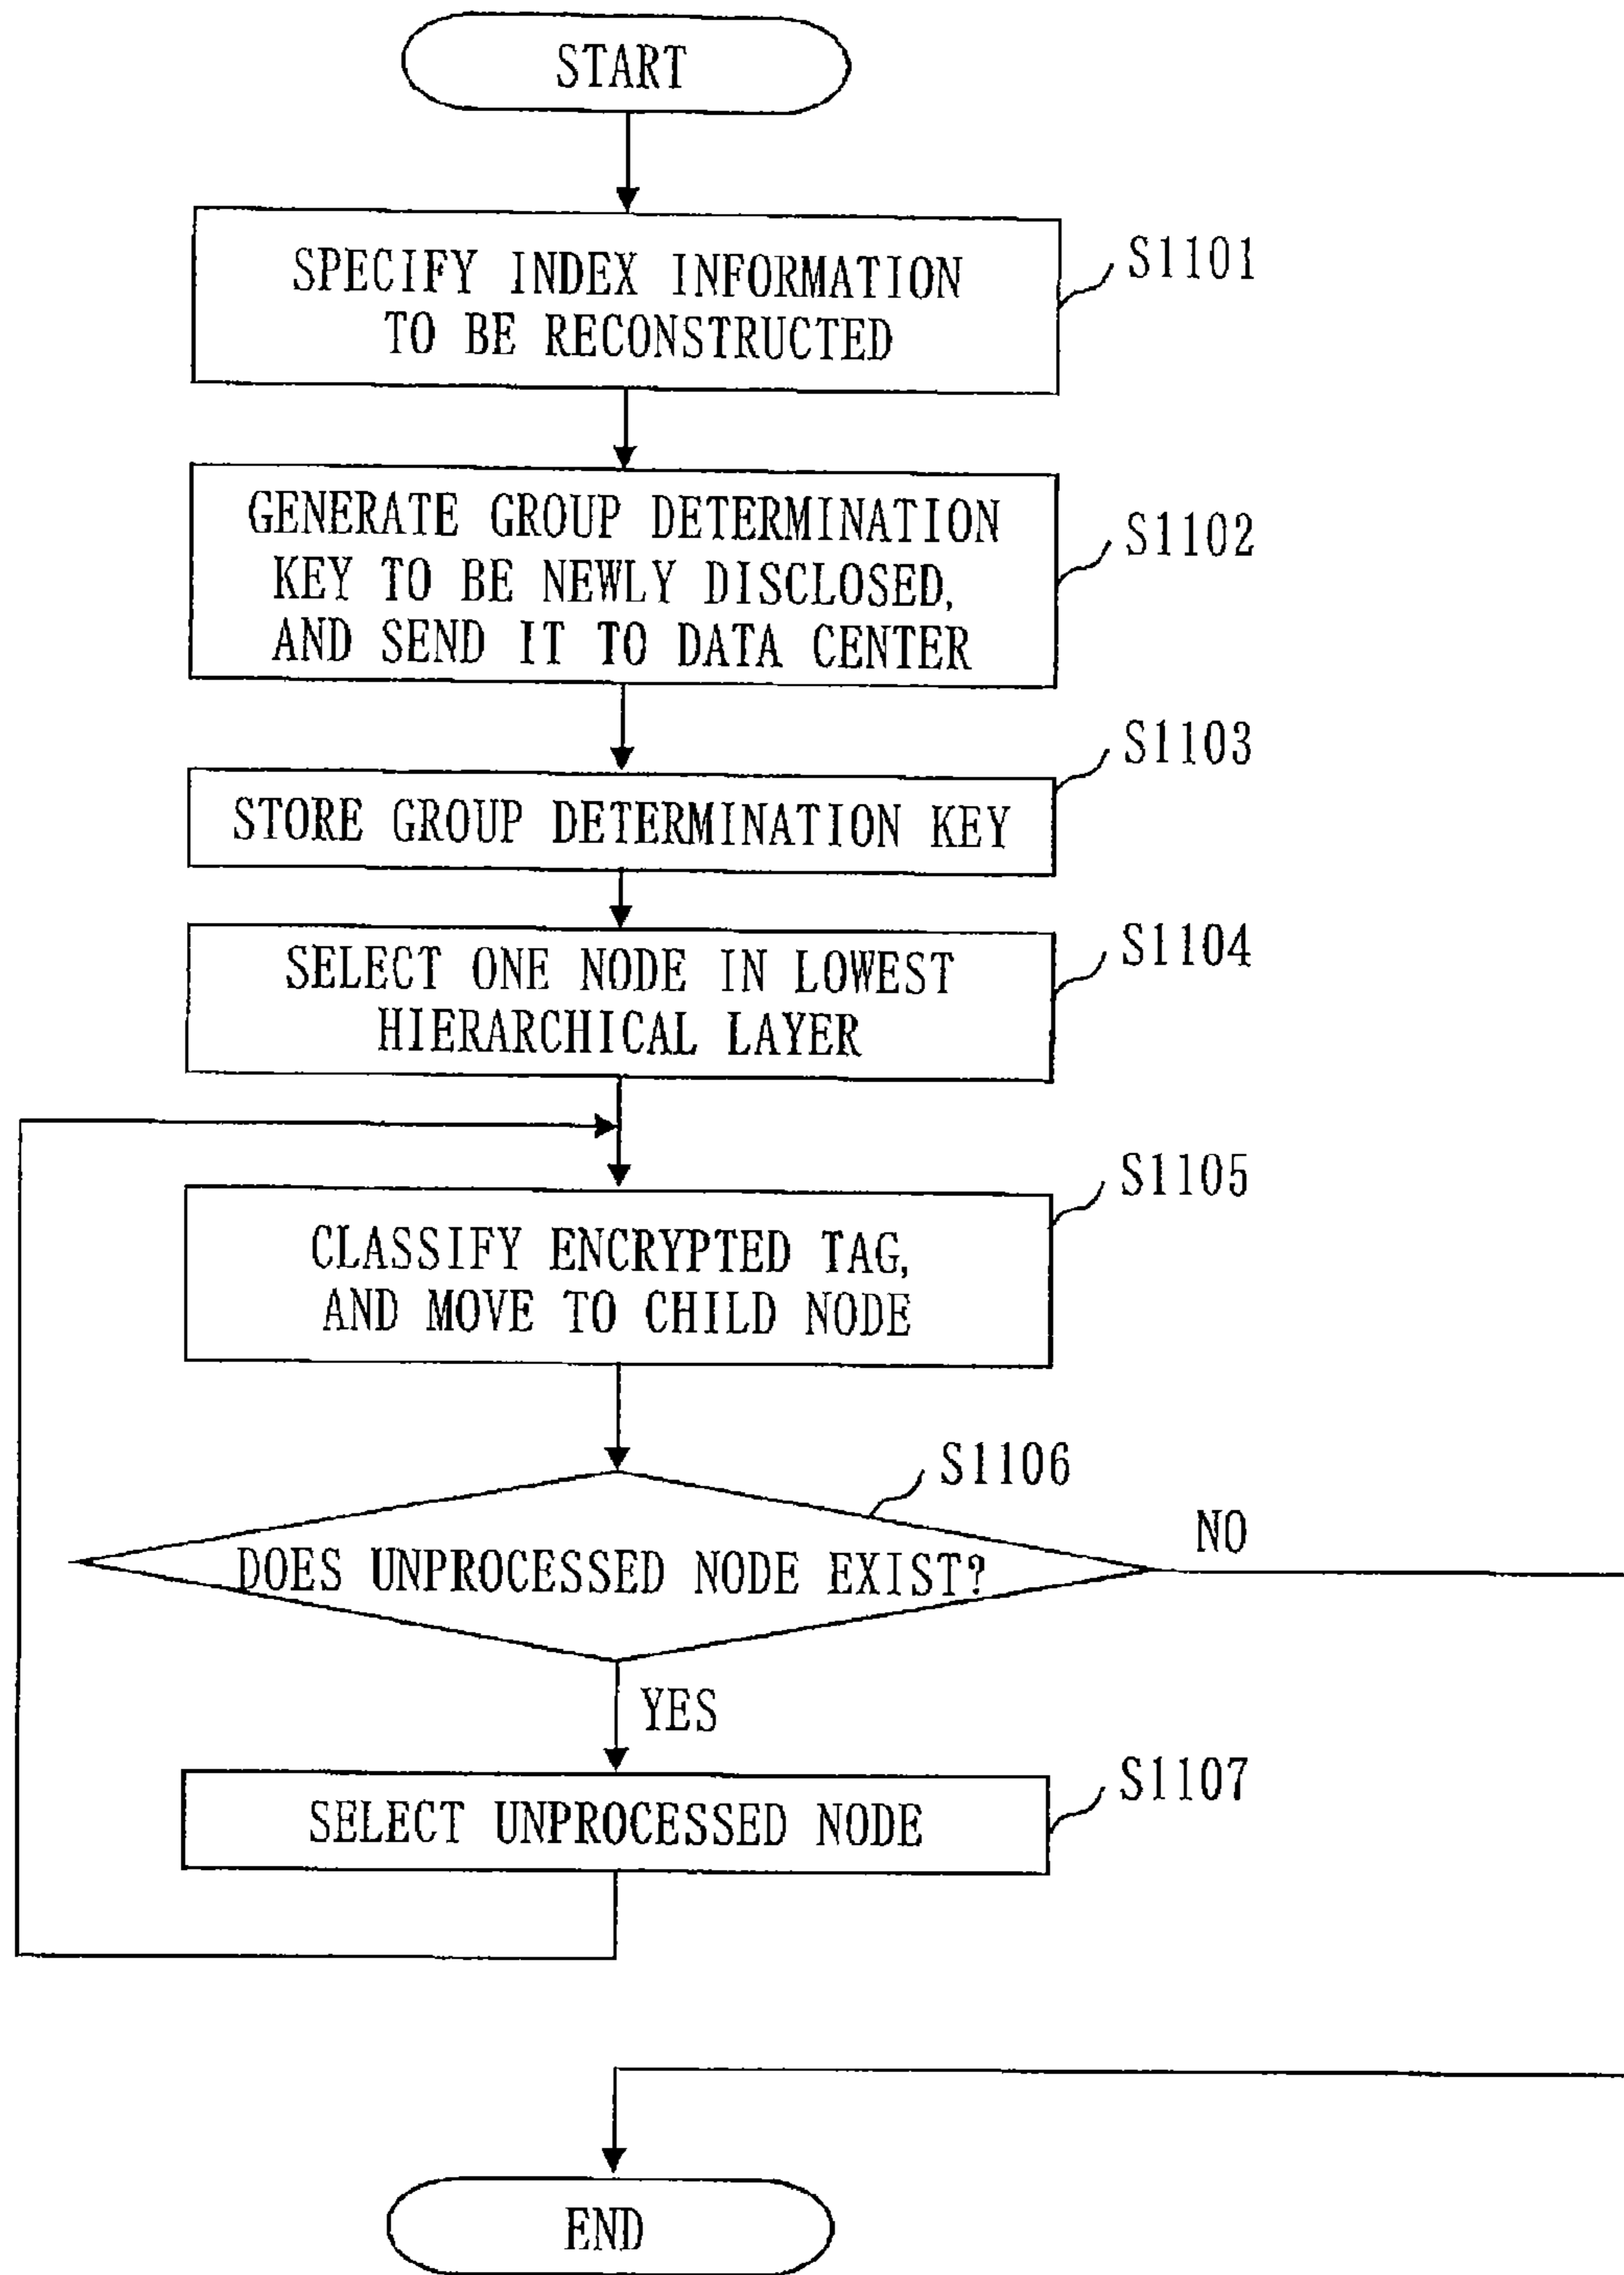 START
SPECIFY INDEX INFORMATION
TO BE RECONSTRUCTED
S1101
GENERATE GROUP DETERMINATION
KEY TO BE NEWLY DISCLOSED,
AND SEND IT TO DATA CENTER
S1102
S1103
STORE GROUP DETERMINATION KEY
S1104
SELECT ONE NODE IN LOWEST
HIERARCHICAL LAYER
S1105
CLASSIFY ENCRYPTED TAG,
AND MOVE TO CHILD NODE
S1106
NO
DOES UNPROCESSED NODE EXIST?
YES
S1107
SELECT UNPROCESSED NODE
END